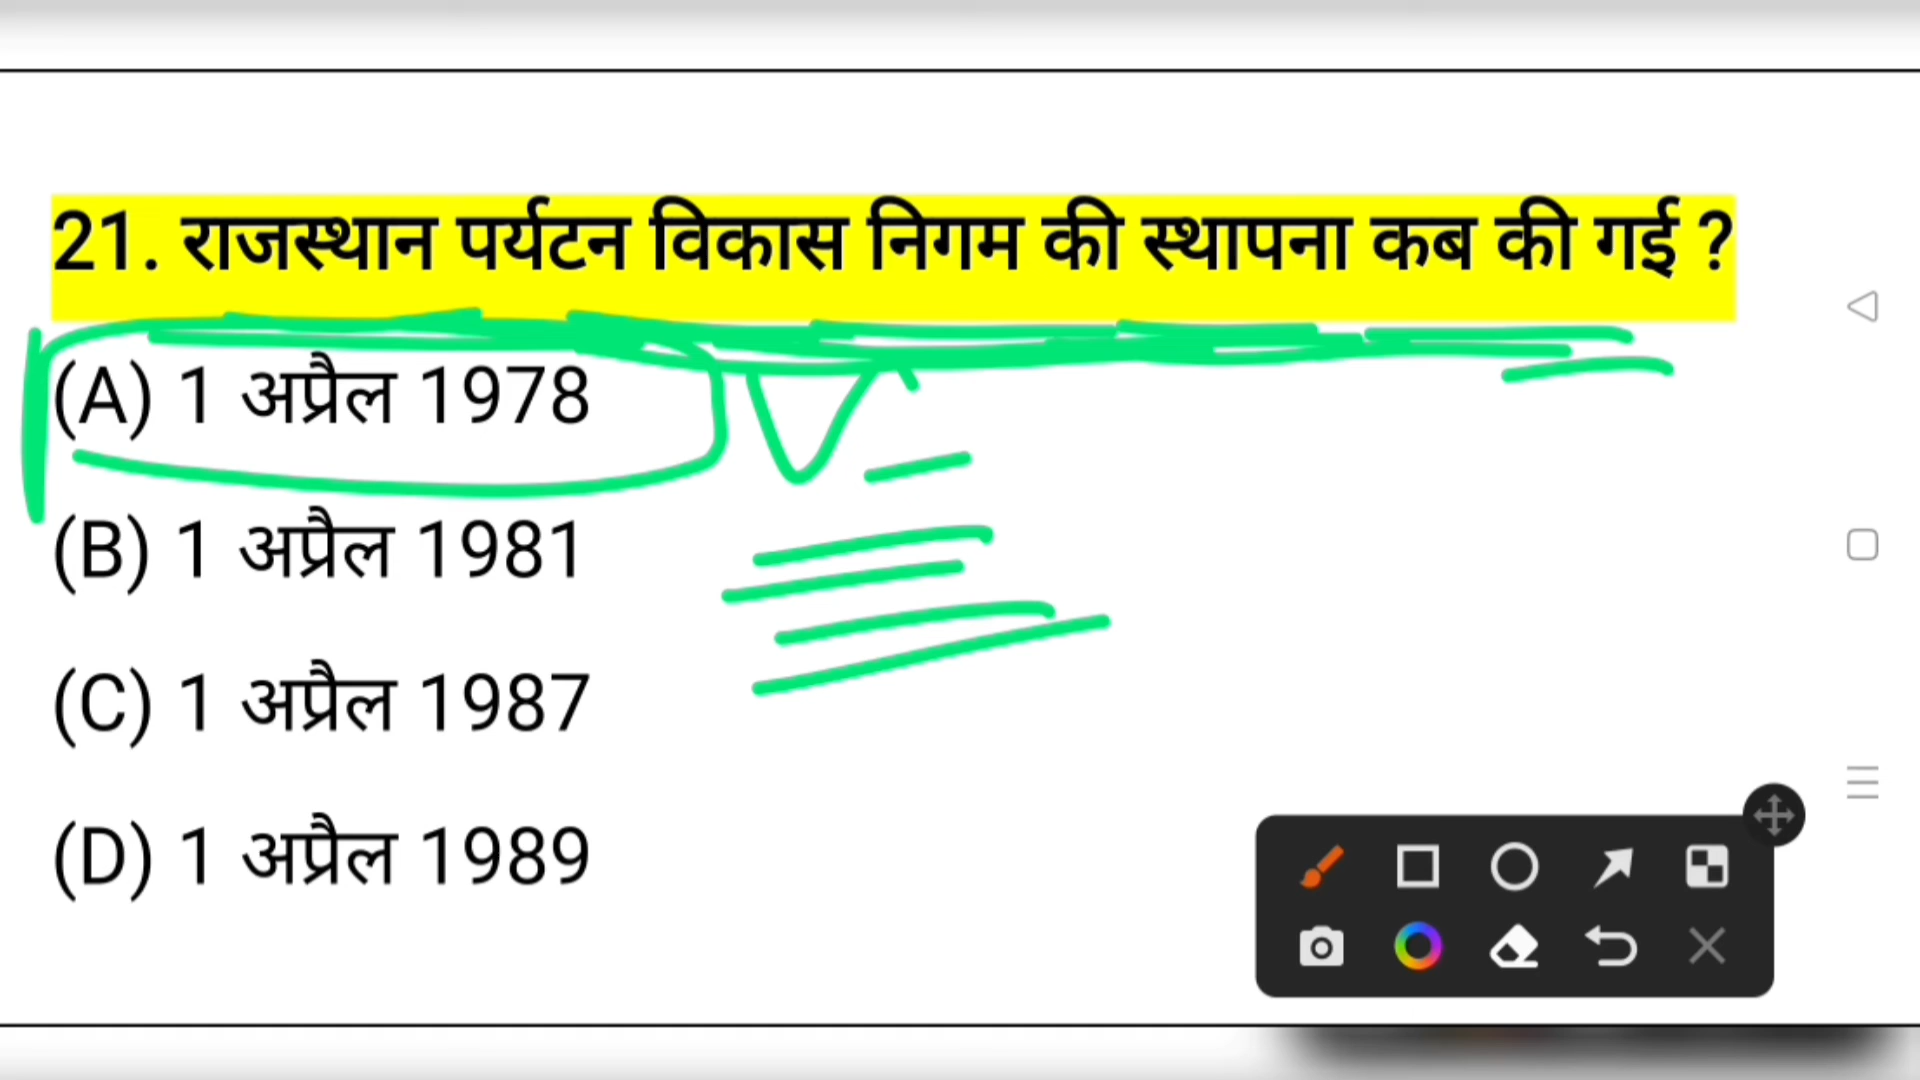 21. राजस्थान पर्यटन विकास निगम की स्थापना कब की गई ?
(A) 1 अप्रैल 1978
(B) 1 अप्रैल 1981
(C) 1 अप्रैल 1987
(D) 1 अप्रैल 1989